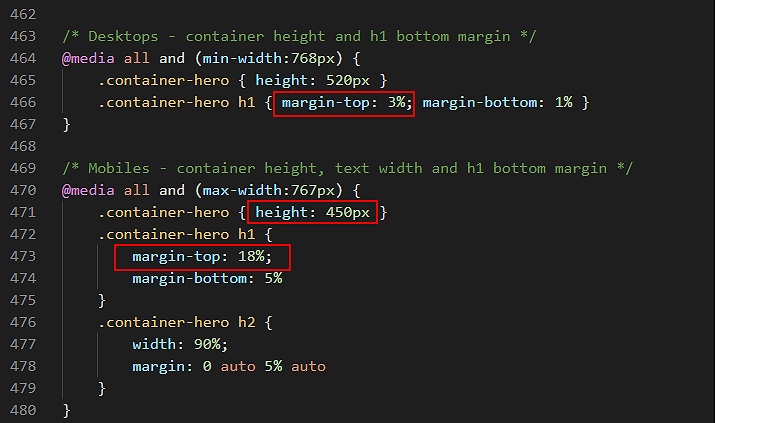 462
463 /* Desktops - container height and h1 bottom margin */
464 @media all and (min-width:768px) {
465     .container-hero { height: 520px }
466     .container-hero h1 { margin-top: 3%; margin-bottom: 1% }
467 }
468
469 /* Mobiles - container height, text width and h1 bottom margin */
470 @media all and (max-width:767px) {
471     .container-hero { height: 450px }
472     .container-hero h1 {
473         margin-top: 18%;
474         margin-bottom: 5%
475     }
476     .container-hero h2 {
477         width: 90%;
478         margin: 0 auto 5% auto
479     }
480 }